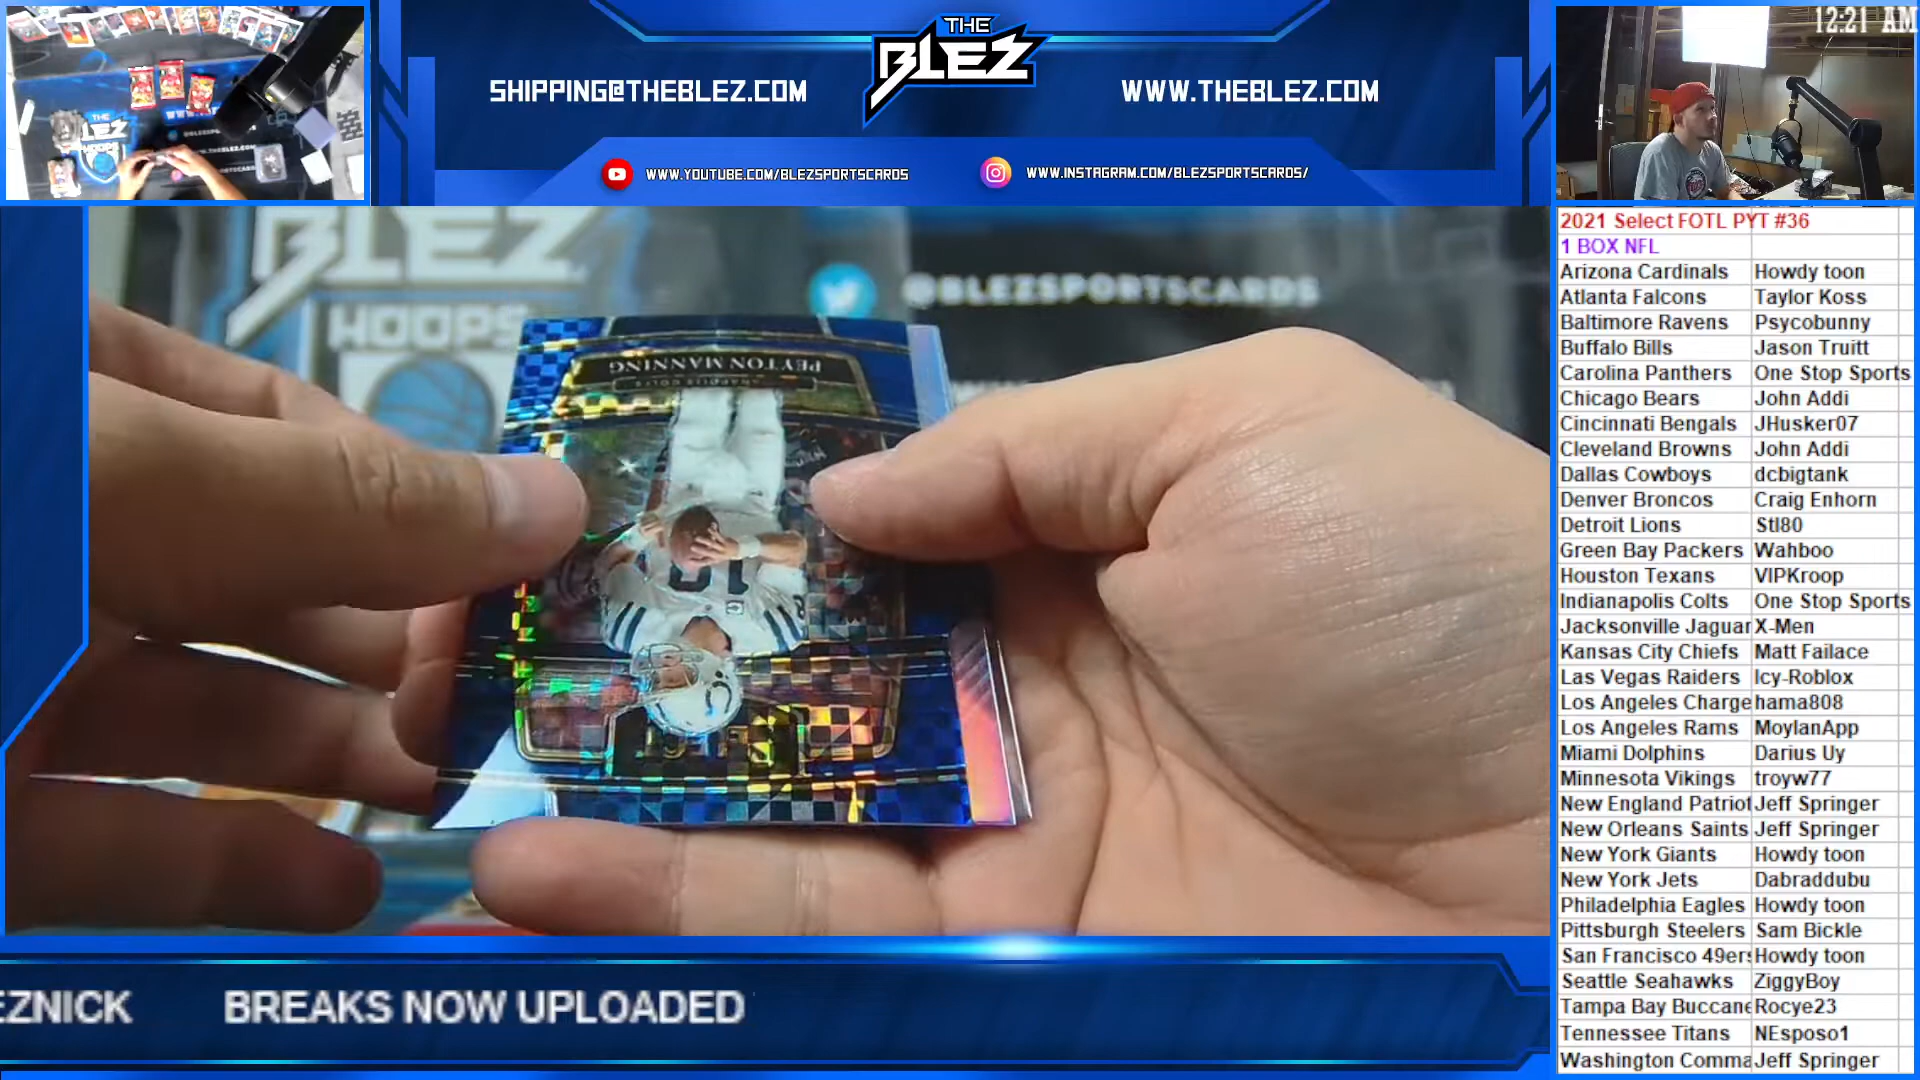 THE
BLEZ
SHIPPING@THEBLEZ.COM
WWW.THEBLEZ.COM
WWW.YOUTUBE.COM/BLEZSPORTSCARDS
WWW.INSTAGRAM.COM/BLEZSPORTSCARDS/
12:21 AM
THE
BLEZ
HOOPS
BLEZ
HOOPS
@BLEZSPORTSCARDS
PEYTON MANNING
2021 Select FOTL PYT #36
1 BOX NFL
Arizona Cardinals Howdy toon
Atlanta Falcons Taylor Koss
Baltimore Ravens Psycobunny
Buffalo Bills Jason Truitt
Carolina Panthers One Stop Sports
Chicago Bears John Addi
Cincinnati Bengals JHusker07
Cleveland Browns John Addi
Dallas Cowboys dcbigtank
Denver Broncos Craig Enhorn
Detroit Lions Stl80
Green Bay Packers Wahboo
Houston Texans VIPKroop
Indianapolis Colts One Stop Sports
Jacksonville Jaguar X-Men
Kansas City Chiefs Matt Failace
Las Vegas Raiders Icy-Roblox
Los Angeles Charge hama808
Los Angeles Rams MoylanApp
Miami Dolphins Darius Uy
Minnesota Vikings troyw77
New England Patriot Jeff Springer
New Orleans Saints Jeff Springer
New York Giants Howdy toon
New York Jets Dabraddubu
Philadelphia Eagles Howdy toon
Pittsburgh Steelers Sam Bickle
San Francisco 49ers Howdy toon
Seattle Seahawks ZiggyBoy
Tampa Bay Buccane Rocye23
Tennessee Titans NEsposo1
Washington Comma Jeff Springer
EZNICK BREAKS NOW UPLOADED